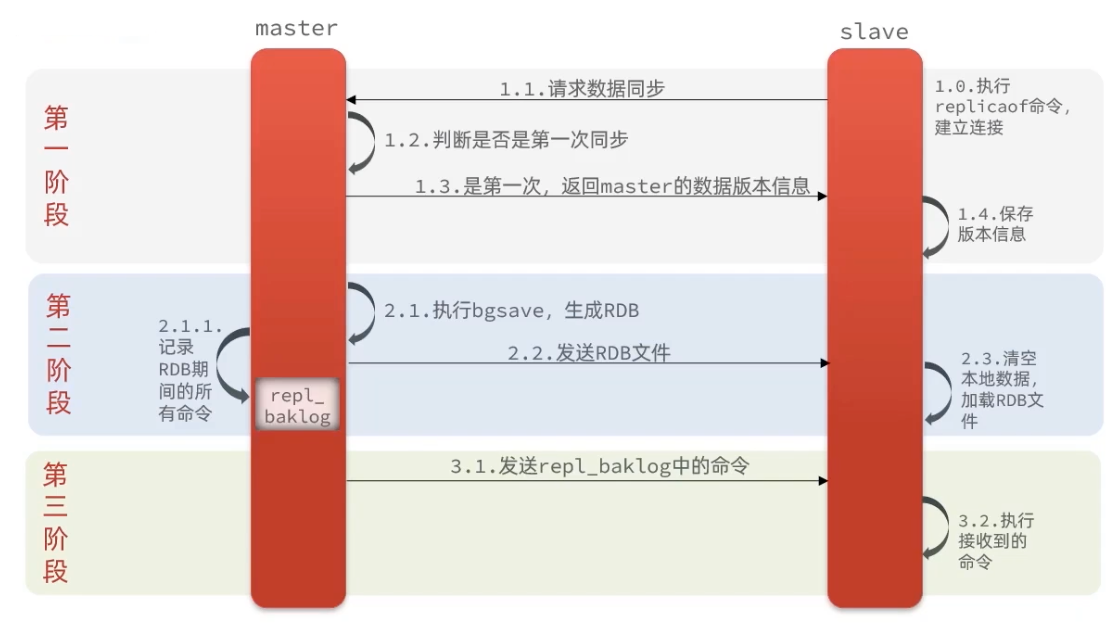 master
slave
第
一
阶
段
1.0.执行
replicaof命令，
建立连接
1.1.请求数据同步
1.2.判断是否是第一次同步
1.3.是第一次，返回master的数据版本信息
1.4.保存
版本信息
第
二
阶
段
2.1.执行bgsave，生成RDB
2.1.1.
记录
RDB期
间的所
有命令
repl_
baklog
2.2.发送RDB文件
2.3.清空
本地数据，
加载RDB文
件
第
三
阶
段
3.1.发送repl_baklog中的命令
3.2.执行
接收到的
命令